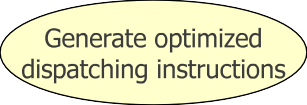 Generate optimized
dispatching instructions